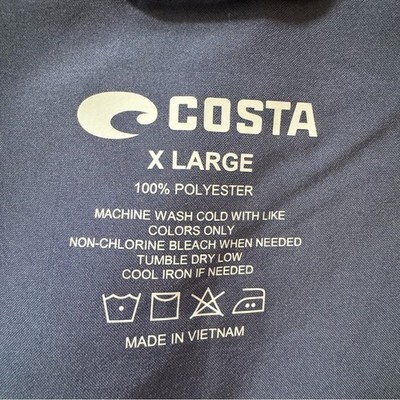 COSTA
X LARGE
100% POLYESTER
MACHINE WASH COLD WITH LIKE
COLORS ONLY
NON-CHLORINE BLEACH WHEN NEEDED
TUMBLE DRY LOW
COOL IRON IF NEEDED
MADE IN VIETNAM